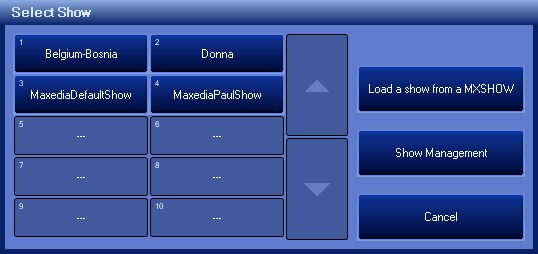 Select Show
1 Belgium-Bosnia
2 Donna
3 MaxediaDefaultShow
4 MaxediaPaulShow
5 ---
6 ---
7 ---
8 ---
9 ---
10 ---
Load a show from a MXSHOW
Show Management
Cancel